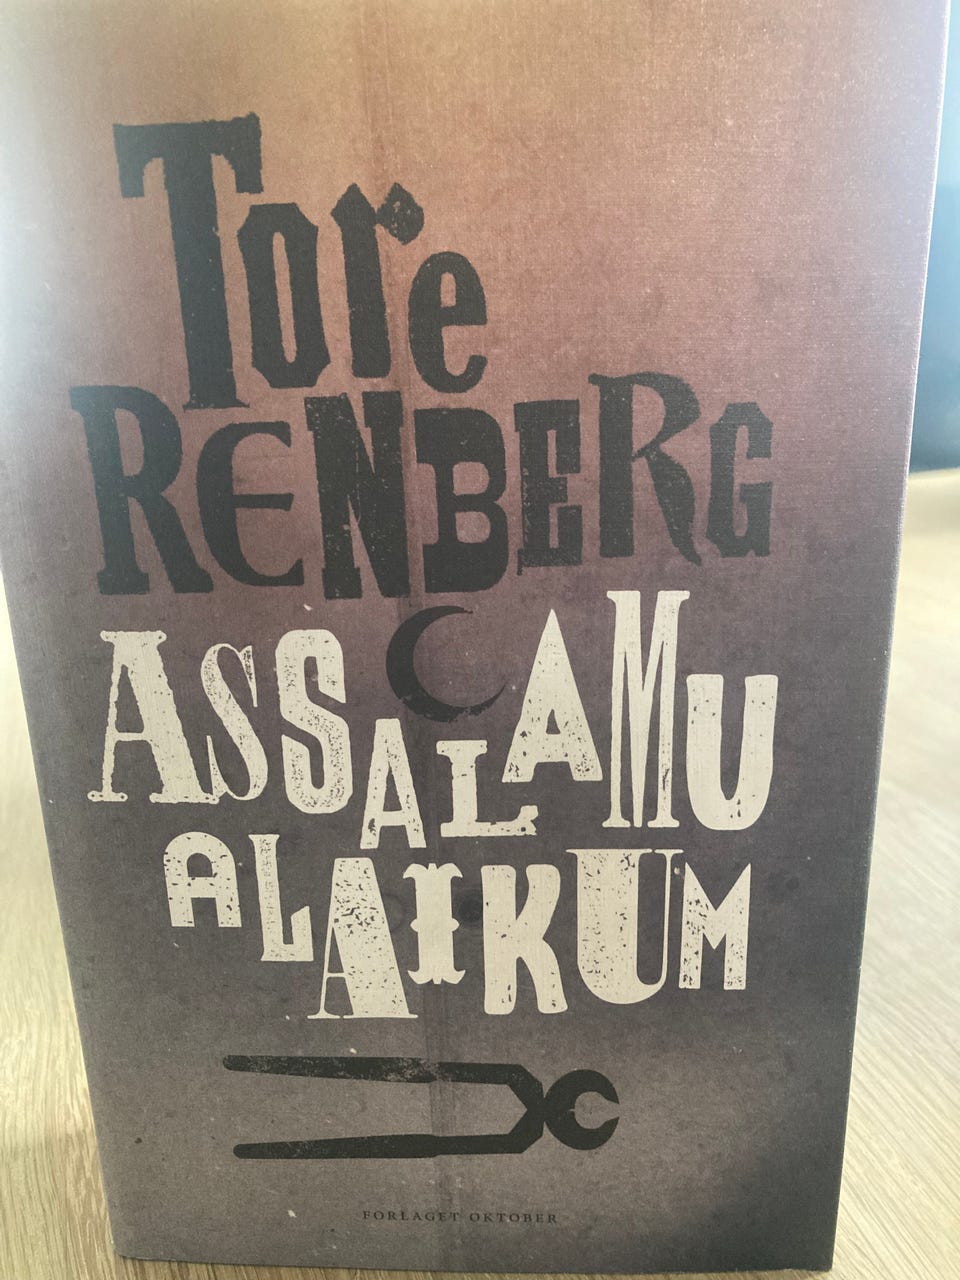 Tore
RENBERG
ASSALAMU
ALAIKUM
FORLAGET OKTOBER